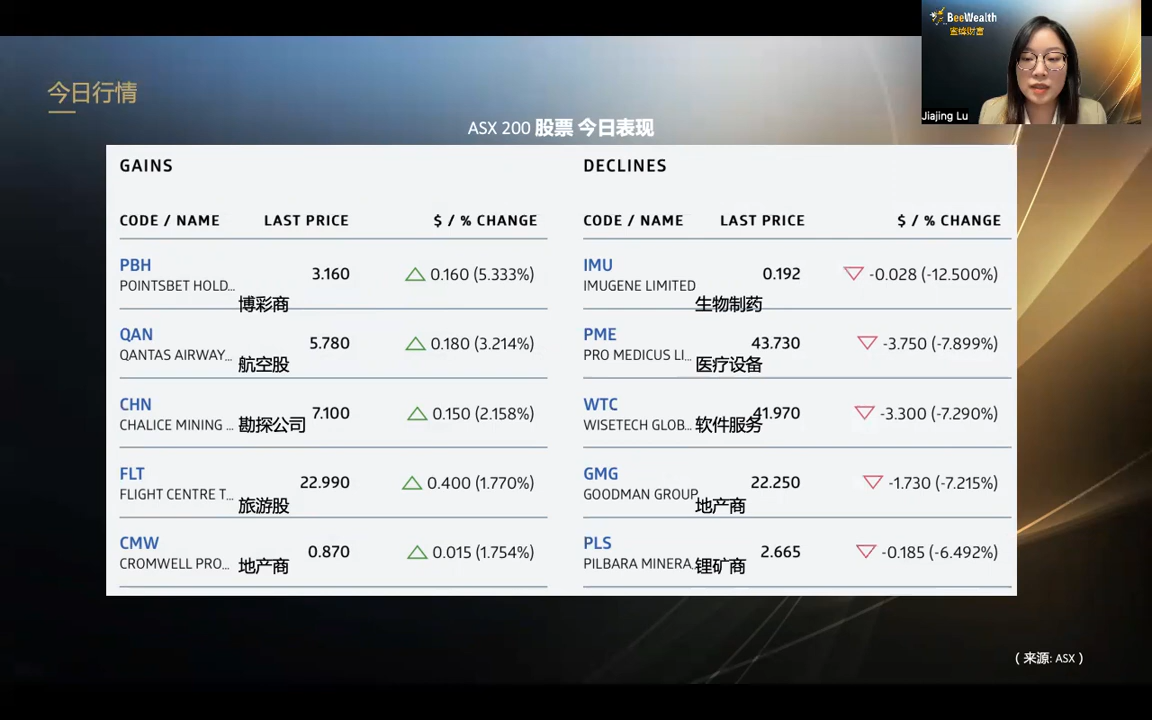 BeeWealth
蜜蜂财富
Jiajing Lu
今日行情
ASX 200 股票 今日表现
GAINS
CODE / NAME LAST PRICE $ / % CHANGE
PBH
POINTSBET HOLD... 3.160 0.160 (5.333%)
博彩商
QAN
QANTAS AIRWAY... 5.780 0.180 (3.214%)
航空股
CHN
CHALICE MINING ... 7.100 0.150 (2.158%)
勘探公司
FLT
FLIGHT CENTRE T... 22.990 0.400 (1.770%)
旅游股
CMW
CROMWELL PRO... 0.870 0.015 (1.754%)
地产商
DECLINES
CODE / NAME LAST PRICE $ / % CHANGE
IMU
IMUGENE LIMITED 0.192 -0.028 (-12.500%)
生物制药
PME
PRO MEDICUS LI... 43.730 -3.750 (-7.899%)
医疗设备
WTC
WISETECH GLOB... 41.970 -3.300 (-7.290%)
软件服务
GMG
GOODMAN GROUP 22.250 -1.730 (-7.215%)
地产商
PLS
PILBARA MINERA... 2.665 -0.185 (-6.492%)
锂矿商
( 来源: ASX )